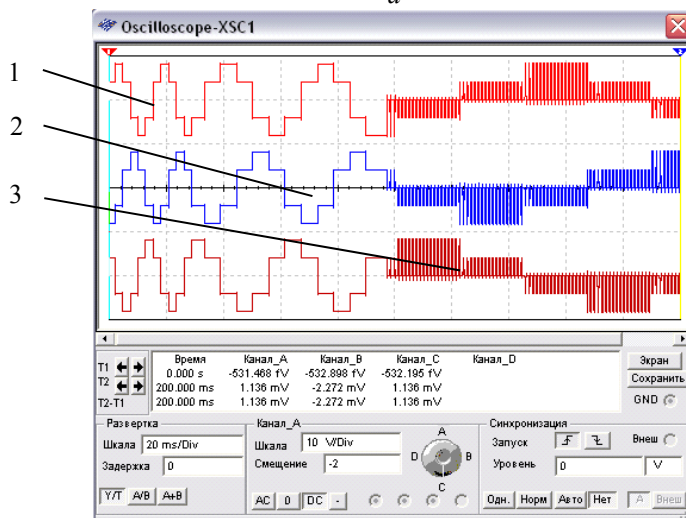 а
Oscilloscope-XSC1
1
2
3
Время Канал_A Канал_B Канал_C Канал_D
T1 0.000 s -531.468 fV -532.898 fV -532.195 fV
T2 200.000 ms 1.136 mV -2.272 mV 1.136 mV
T2-T1 200.000 ms 1.136 mV -2.272 mV 1.136 mV
Экран
Сохранить
GND
Развертка
Шкала 20 ms/Div
Задержка 0
Y/T A/B A+B
Канал_A
Шкала 10 V/Div
Смещение -2
AC 0 DC -
A
B
C
D
Синхронизация
Запуск Внеш
Уровень 0 V
Одн. Норм Авто Нет A Внеш